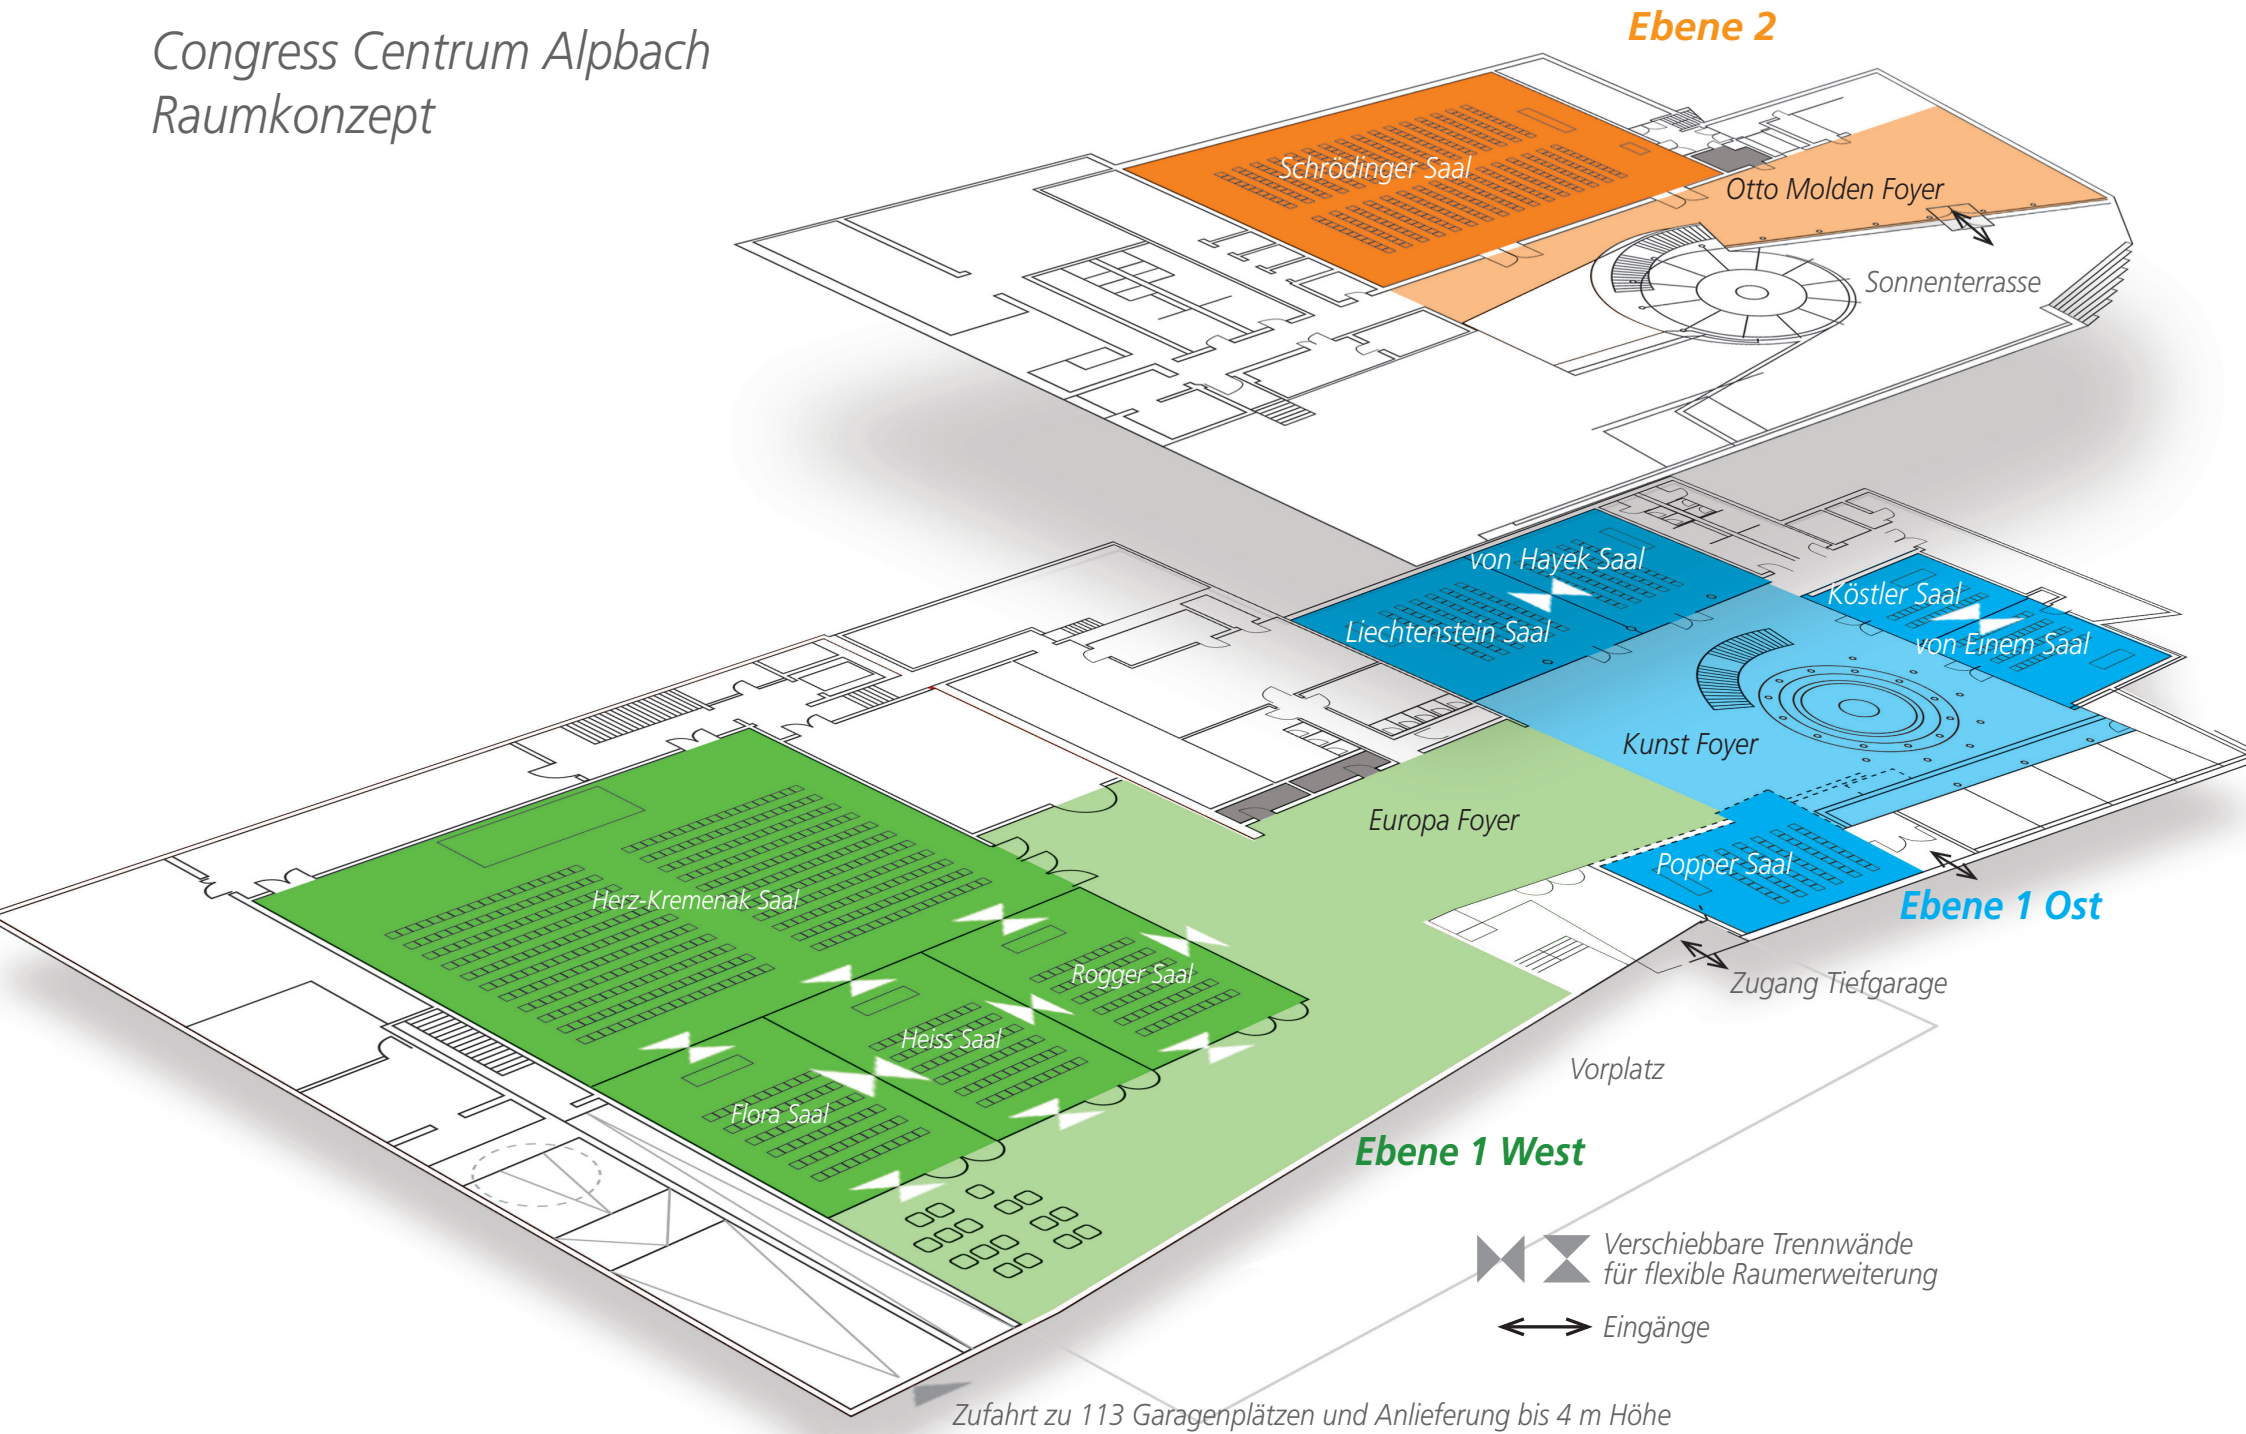 Congress Centrum Alpbach
Raumkonzept
Ebene 2
Schrödinger Saal
Otto Molden Foyer
Sonnenterrasse
von Hayek Saal
Liechtenstein Saal
Köstler Saal
von Einem Saal
Kunst Foyer
Europa Foyer
Popper Saal
Ebene 1 Ost
Herz-Kremenak Saal
Rogger Saal
Zugang Tiefgarage
Heiss Saal
Vorplatz
Flora Saal
Ebene 1 West
Verschiebbare Trennwände
für flexible Raumerweiterung
Eingänge
Zufahrt zu 113 Garagenplätzen und Anlieferung bis 4 m Höhe